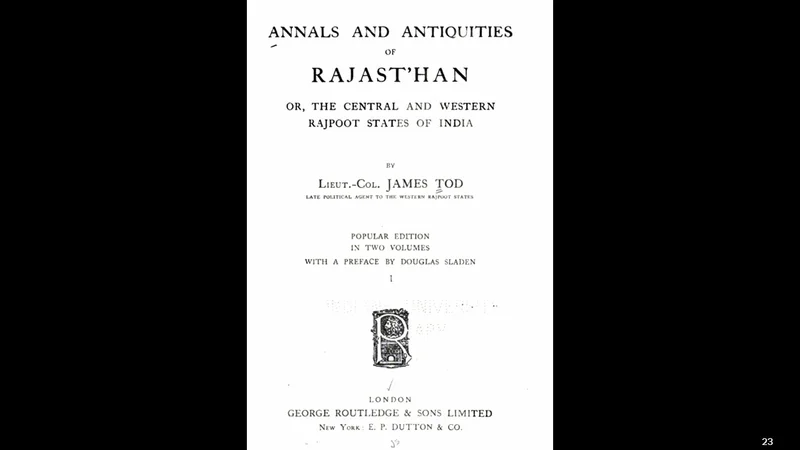 ANNALS AND ANTIQUITIES
OF
RAJAST'HAN
OR, THE CENTRAL AND WESTERN
RAJPOOT STATES OF INDIA
BY
LIEUT.-COL. JAMES TOD
LATE POLITICAL AGENT TO THE WESTERN RAJPOOT STATES
POPULAR EDITION
IN TWO VOLUMES
WITH A PREFACE BY DOUGLAS SLADEN
I
R
LONDON
GEORGE ROUTLEDGE & SONS LIMITED
NEW YORK: E. P. DUTTON & CO.
23